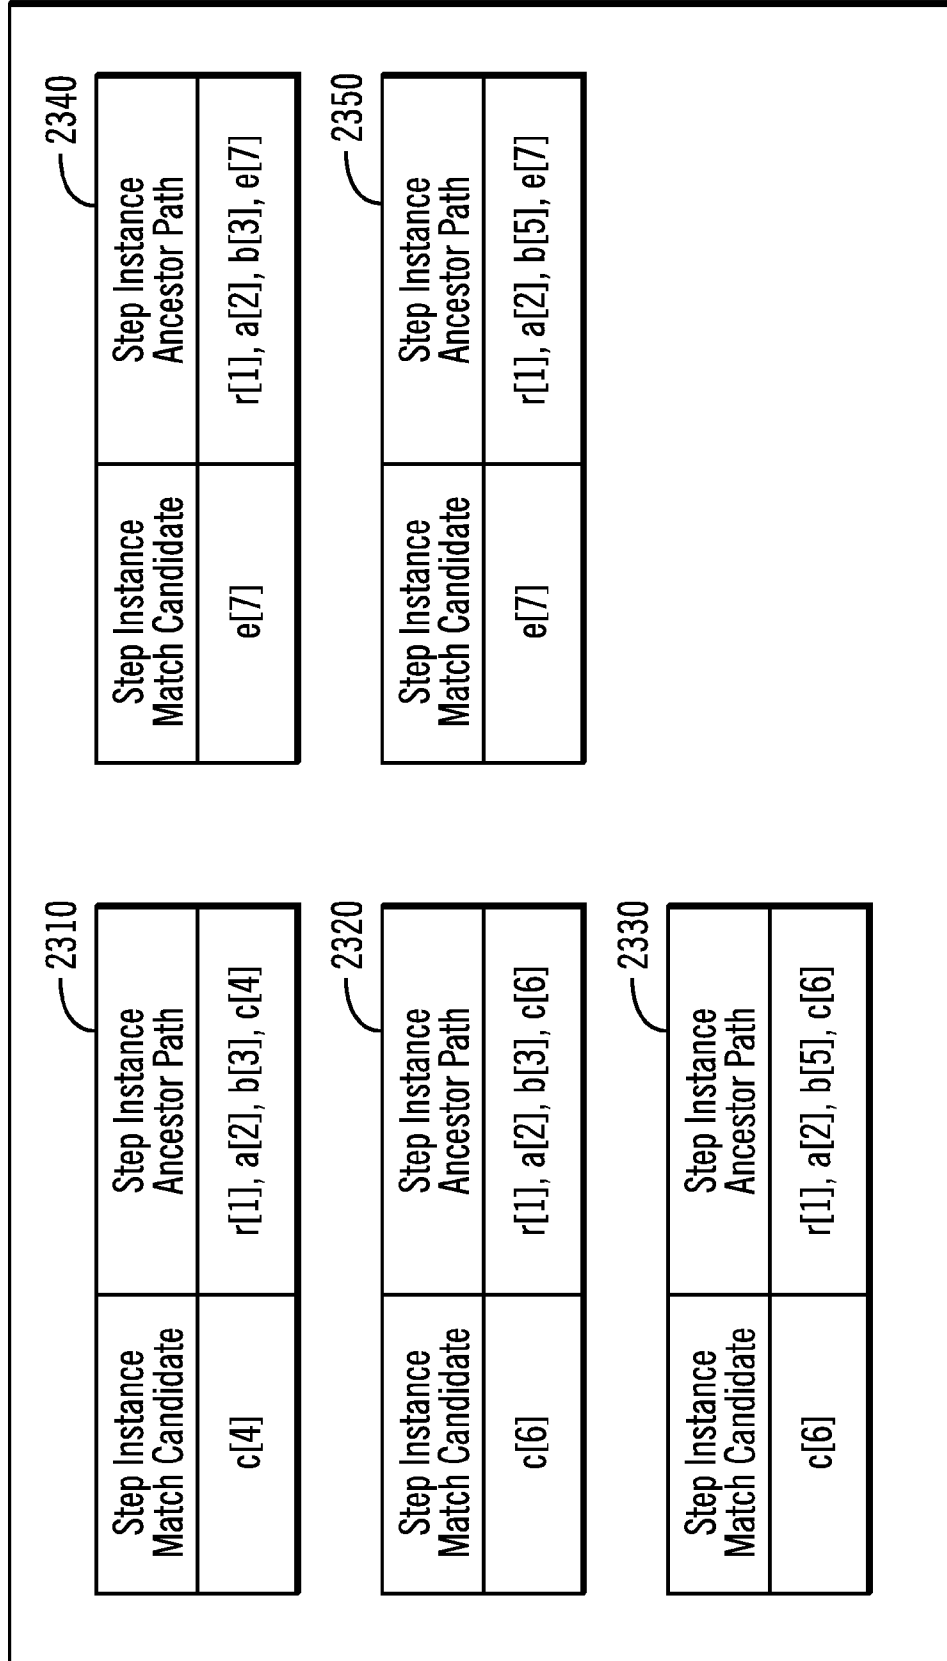 2310
Step Instance
Match Candidate
Step Instance
Ancestor Path
c[4]
r[1], a[2], b[3], c[4]
2320
Step Instance
Match Candidate
Step Instance
Ancestor Path
c[6]
r[1], a[2], b[3], c[6]
2330
Step Instance
Match Candidate
Step Instance
Ancestor Path
c[6]
r[1], a[2], b[5], c[6]
2340
Step Instance
Match Candidate
Step Instance
Ancestor Path
e[7]
r[1], a[2], b[3], e[7]
2350
Step Instance
Match Candidate
Step Instance
Ancestor Path
e[7]
r[1], a[2], b[5], e[7]